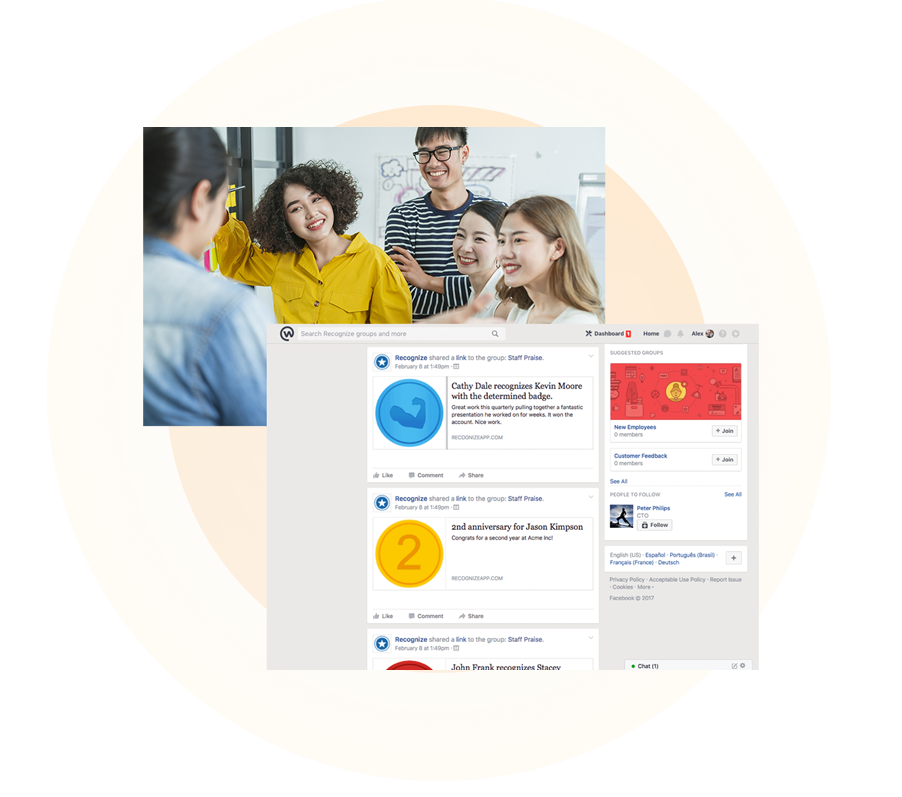 Search Recognize groups and more
Dashboard 1 Home Alex
Recognize shared a link to the group: Staff Praise.
February 8 at 1:49pm ·
Cathy Dale recognizes Kevin Moore
with the determined badge.
Great work this quarterly pulling together a fantastic
presentation he worked on for weeks. It won the
account. Nice work.
RECOGNIZEAPP.COM
Like Comment Share
Recognize shared a link to the group: Staff Praise.
February 8 at 1:49pm ·
2
2nd anniversary for Jason Kimpson
Congrats for a second year at Acme Inc!
RECOGNIZEAPP.COM
Like Comment Share
Recognize shared a link to the group: Staff Praise.
February 8 at 1:49pm ·
John Frank recognizes Stacey
SUGGESTED GROUPS
New Employees
0 members
+ Join
Customer Feedback
0 members
+ Join
See All
PEOPLE TO FOLLOW See All
Peter Philips
CTO
Follow
English (US) · Español · Português (Brasil) ·
Français (France) · Deutsch
+
Privacy Policy · Acceptable Use Policy · Report Issue
· Cookies · More
Facebook © 2017
Chat (1)